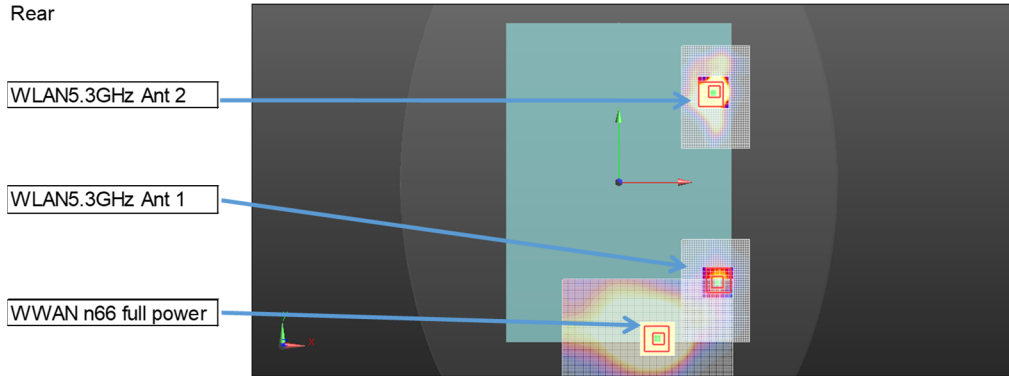 Rear
WLAN5.3GHz Ant 2
WLAN5.3GHz Ant 1
WWAN n66 full power
x